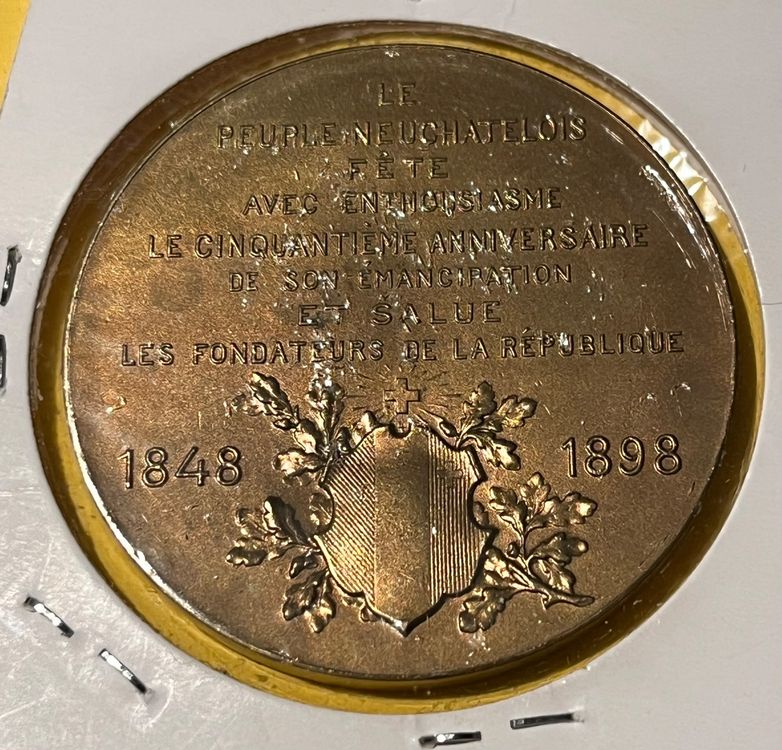 LE
PEUPLE NEUCHATELOIS
FÊTE
AVEC ENTHOUSIASME
LE CINQUANTIÈME ANNIVERSAIRE
DE SON ÉMANCIPATION
ET SALUE
LES FONDATEURS DE LA RÉPUBLIQUE
1848 1898